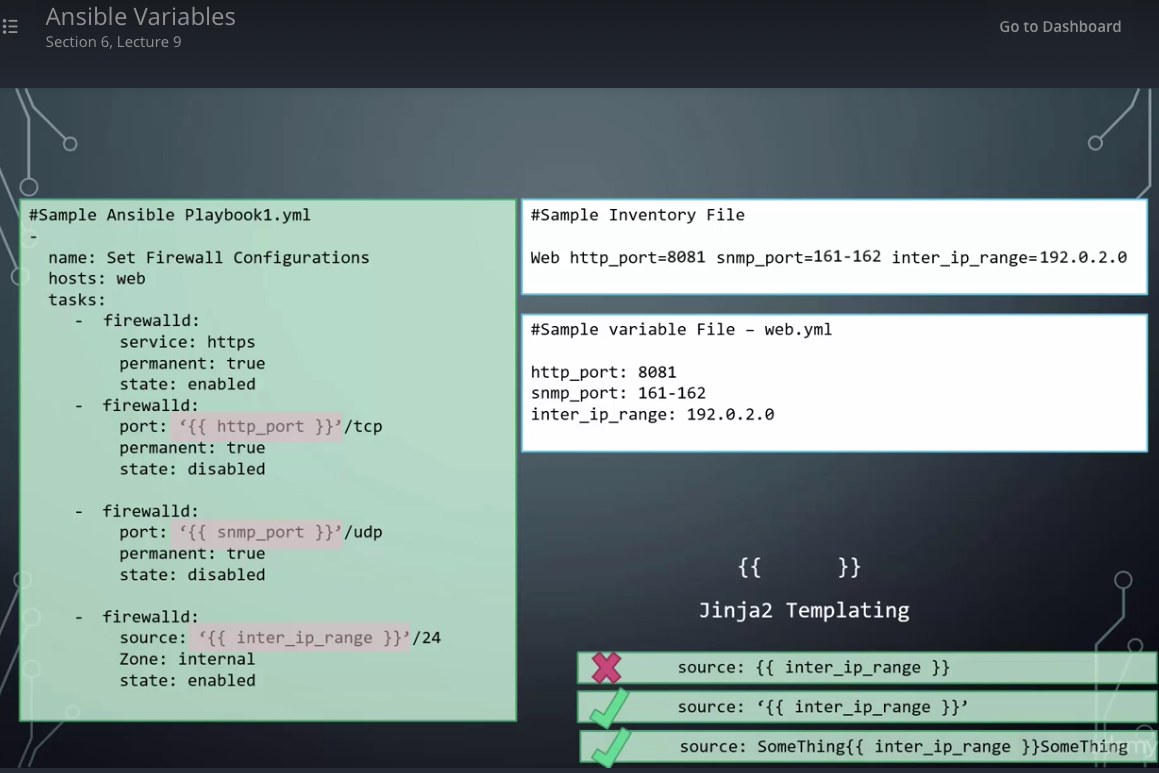 Ansible Variables
Section 6, Lecture 9
Go to Dashboard
#Sample Ansible Playbook1.yml
-
name: Set Firewall Configurations
hosts: web
tasks:
- firewalld:
service: https
permanent: true
state: enabled
- firewalld:
port: ‘{{ http_port }}’/tcp
permanent: true
state: disabled
- firewalld:
port: ‘{{ snmp_port }}’/udp
permanent: true
state: disabled
- firewalld:
source: ‘{{ inter_ip_range }}’/24
Zone: internal
state: enabled
#Sample Inventory File
Web http_port=8081 snmp_port=161-162 inter_ip_range=192.0.2.0
#Sample variable File – web.yml
http_port: 8081
snmp_port: 161-162
inter_ip_range: 192.0.2.0
{{ }}
Jinja2 Templating
source: {{ inter_ip_range }}
source: ‘{{ inter_ip_range }}’
source: SomeThing{{ inter_ip_range }}SomeThing